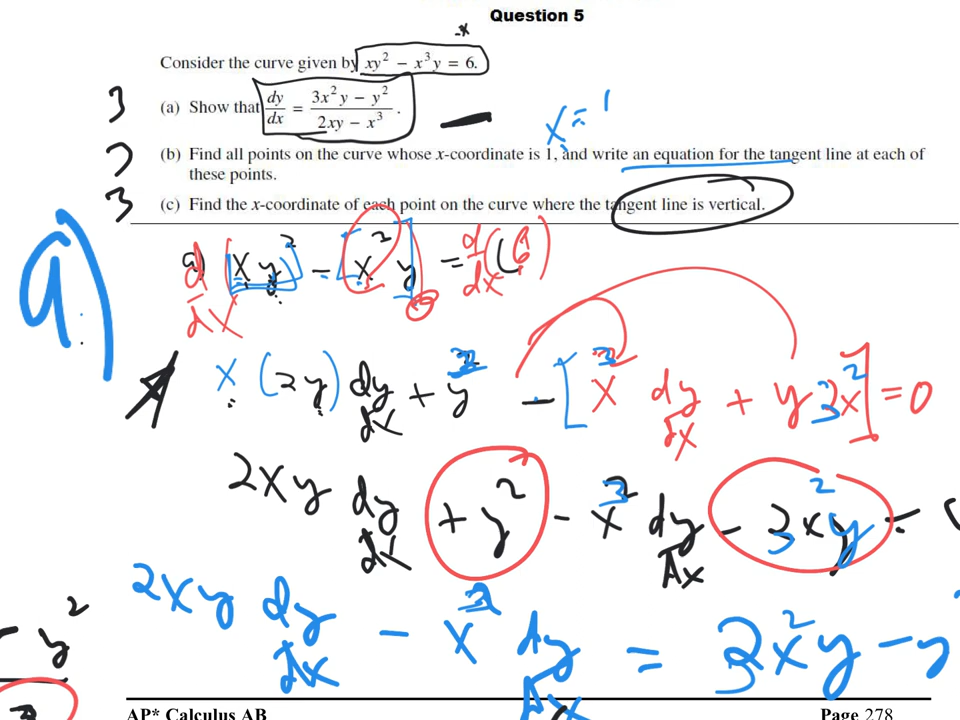 Question 5
Consider the curve given by xy² − x³y = 6.
3 (a) Show that dy/dx = (3x²y − y²)/(2xy − x³).
x = 1
(b) Find all points on the curve whose x-coordinate is 1, and write an equation for the tangent line at each of
these points.
3 (c) Find the x-coordinate of each point on the curve where the tangent line is vertical.
d/dx (xy² − [x² y]) = d/dx (6)
x (2y) dy/dx + y² − [x³ dy/dx + y 3x²] = 0
2xy dy/dx + y² − x³ dy/dx − 3x²y =
2xy dy/dx − x³ dy/dx = 3x²y − y
y²
AP* Calculus AB
Page 278